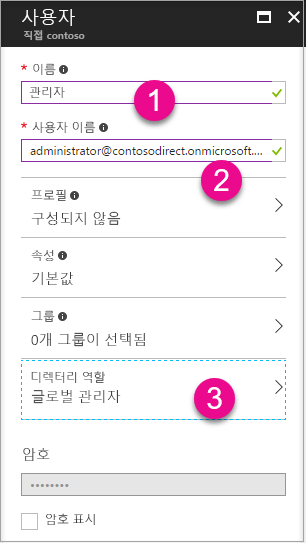 사용자
직접 contoso
* 이름
관리자
1
* 사용자 이름
administrator@contosodirect.onmicrosoft....
2
프로필
구성되지 않음
속성
기본값
그룹
0개 그룹이 선택됨
디렉터리 역할
글로벌 관리자
3
암호
••••••••
암호 표시